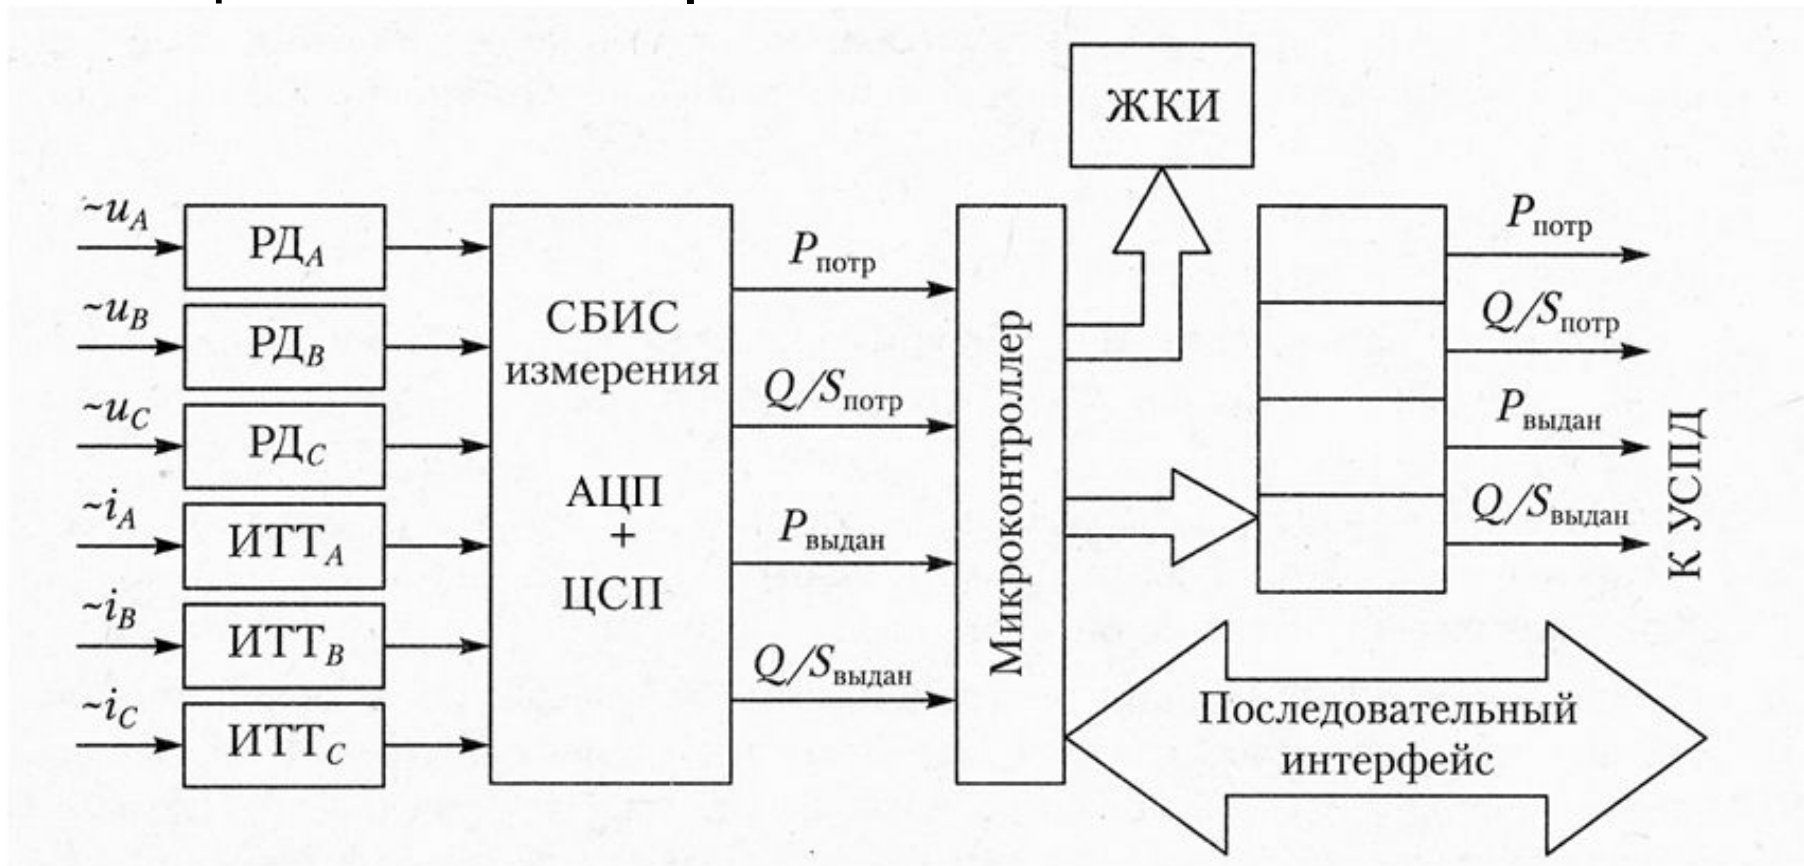 ЖКИ
~uA
РДA
~uB
РДB
~uC
РДC
~iA
ИТТA
~iB
ИТТB
~iC
ИТТC
СБИС
измерения
АЦП
+
ЦСП
Pпотр
Q/Sпотр
Pвыдан
Q/Sвыдан
Микроконтроллер
Pпотр
Q/Sпотр
Pвыдан
Q/Sвыдан
К УСПД
Последовательный
интерфейс